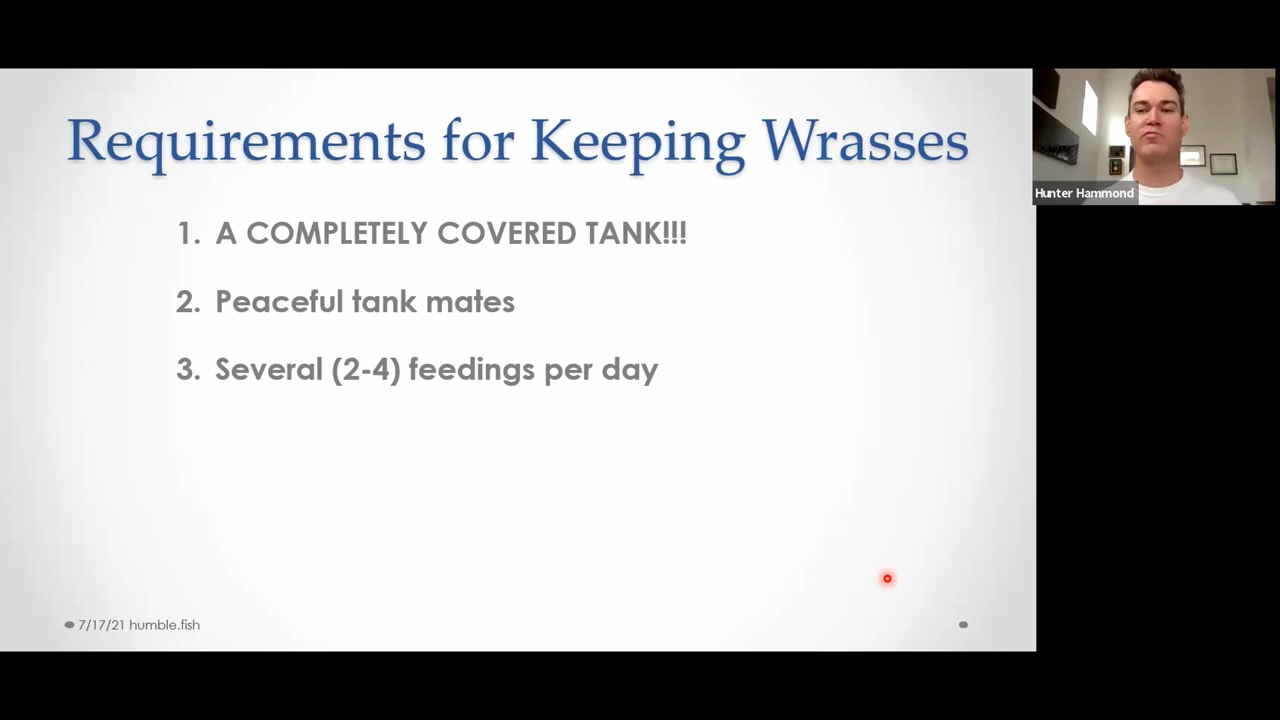 Requirements for Keeping Wrasses
1. A COMPLETELY COVERED TANK!!!
2. Peaceful tank mates
3. Several (2-4) feedings per day
7/17/21 humble.fish
Hunter Hammond